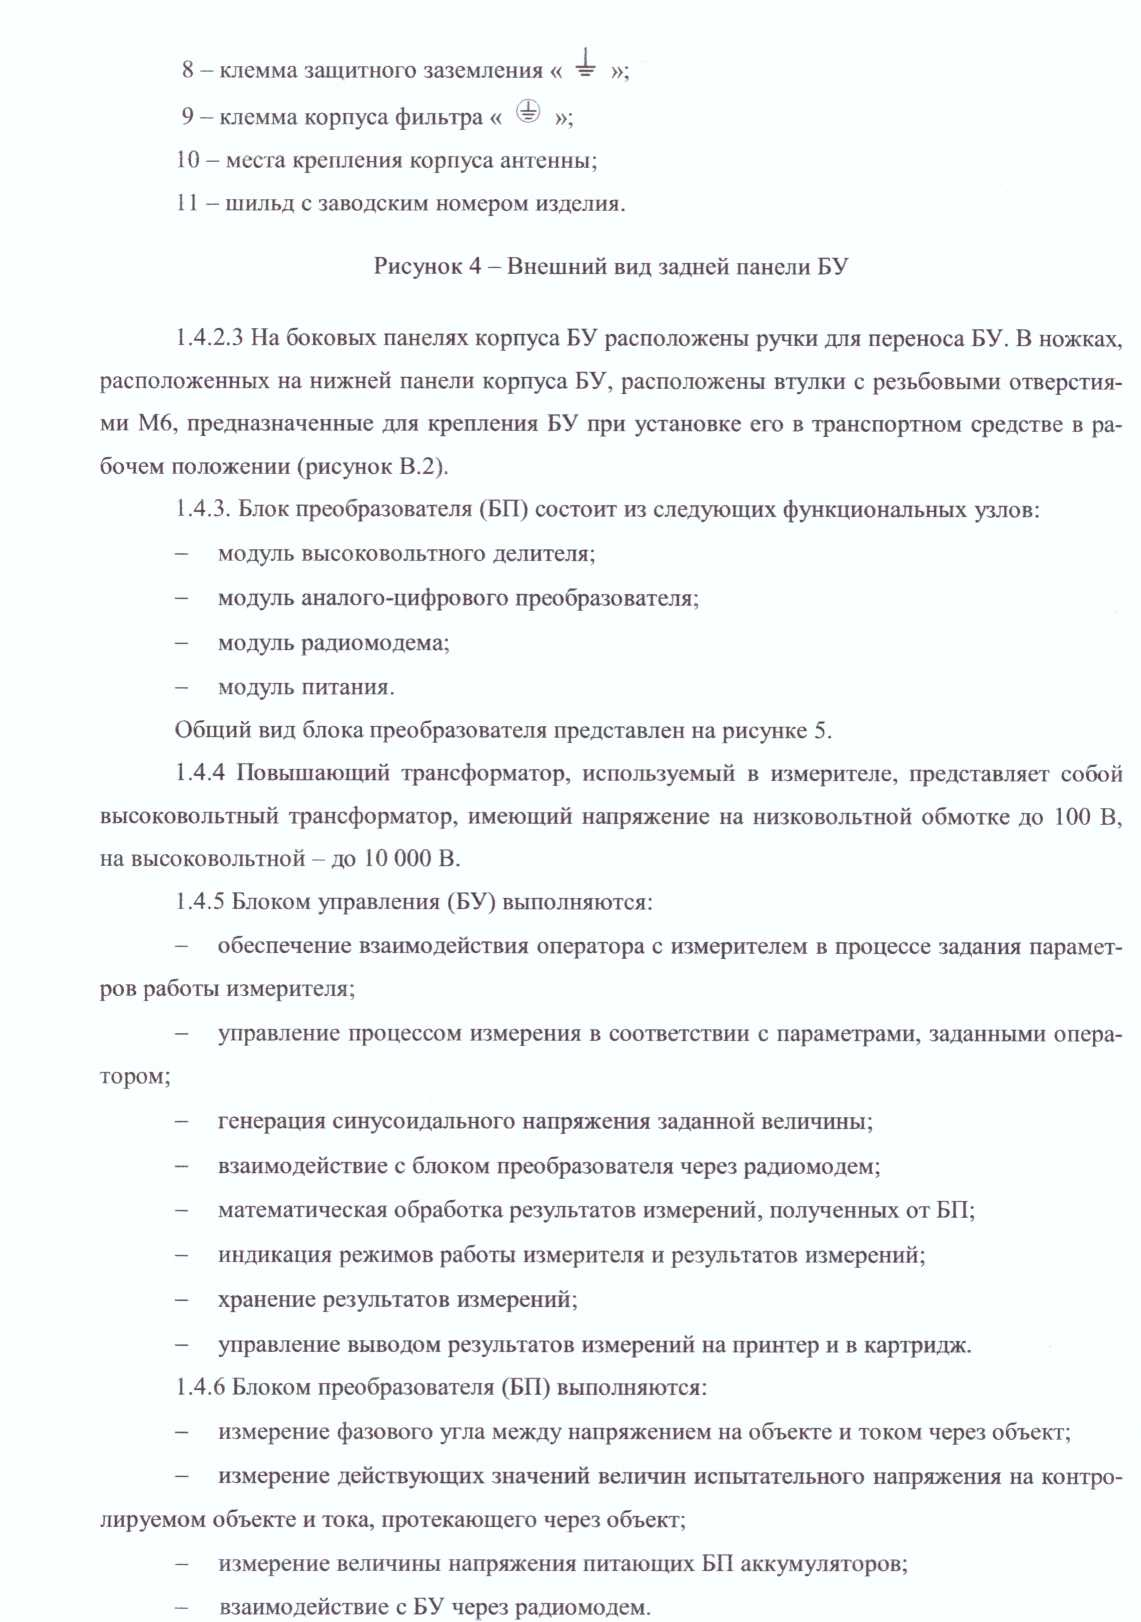 8 – клемма защитного заземления « ⏚ »;
9 – клемма корпуса фильтра « »;
10 – места крепления корпуса антенны;
11 – шильд с заводским номером изделия.
Рисунок 4 – Внешний вид задней панели БУ
1.4.2.3 На боковых панелях корпуса БУ расположены ручки для переноса БУ. В ножках,
расположенных на нижней панели корпуса БУ, расположены втулки с резьбовыми отверстия-
ми М6, предназначенные для крепления БУ при установке его в транспортном средстве в ра-
бочем положении (рисунок В.2).
1.4.3. Блок преобразователя (БП) состоит из следующих функциональных узлов:
– модуль высоковольтного делителя;
– модуль аналого-цифрового преобразователя;
– модуль радиомодема;
– модуль питания.
Общий вид блока преобразователя представлен на рисунке 5.
1.4.4 Повышающий трансформатор, используемый в измерителе, представляет собой
высоковольтный трансформатор, имеющий напряжение на низковольтной обмотке до 100 В,
на высоковольтной – до 10 000 В.
1.4.5 Блоком управления (БУ) выполняются:
– обеспечение взаимодействия оператора с измерителем в процессе задания парамет-
ров работы измерителя;
– управление процессом измерения в соответствии с параметрами, заданными опера-
тором;
– генерация синусоидального напряжения заданной величины;
– взаимодействие с блоком преобразователя через радиомодем;
– математическая обработка результатов измерений, полученных от БП;
– индикация режимов работы измерителя и результатов измерений;
– хранение результатов измерений;
– управление выводом результатов измерений на принтер и в картридж.
1.4.6 Блоком преобразователя (БП) выполняются:
– измерение фазового угла между напряжением на объекте и током через объект;
– измерение действующих значений величин испытательного напряжения на контро-
лируемом объекте и тока, протекающего через объект;
– измерение величины напряжения питающих БП аккумуляторов;
– взаимодействие с БУ через радиомодем.